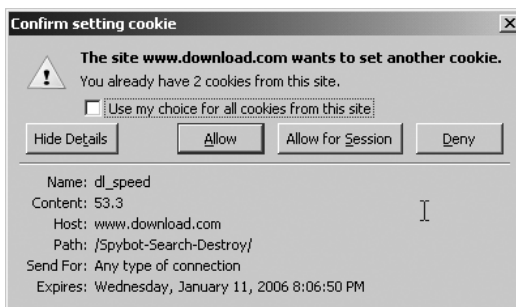 Confirm setting cookie
The site www.download.com wants to set another cookie.
You already have 2 cookies from this site.
Use my choice for all cookies from this site
Hide Details Allow Allow for Session Deny
Name: dl_speed
Content: 53.3
Host: www.download.com
Path: /Spybot-Search-Destroy/
Send For: Any type of connection
Expires: Wednesday, January 11, 2006 8:06:50 PM